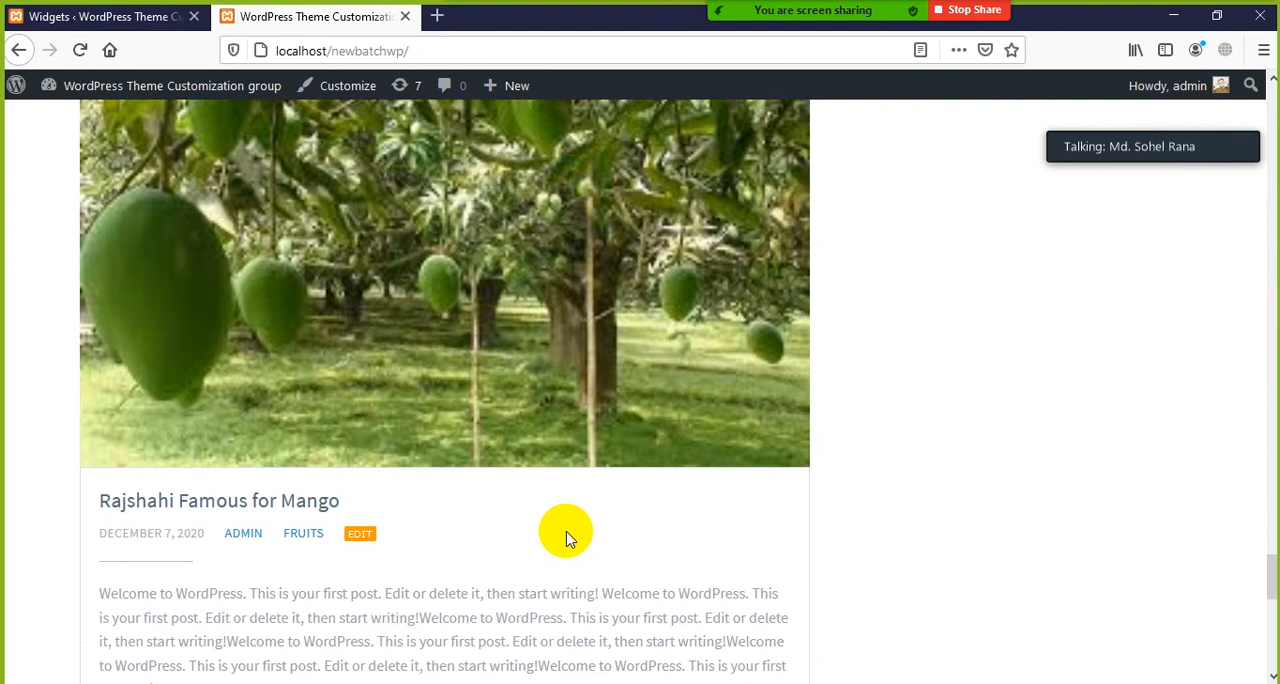 Widgets ‹ WordPress Theme Cu
WordPress Theme Customizati
You are screen sharing
Stop Share
localhost/newbatchwp/
WordPress Theme Customization group
Customize
7
0
New
Howdy, admin
Talking: Md. Sohel Rana
Rajshahi Famous for Mango
DECEMBER 7, 2020 ADMIN FRUITS EDIT
Welcome to WordPress. This is your first post. Edit or delete it, then start writing! Welcome to WordPress. This
is your first post. Edit or delete it, then start writing!Welcome to WordPress. This is your first post. Edit or delete
it, then start writing!Welcome to WordPress. This is your first post. Edit or delete it, then start writing!Welcome
to WordPress. This is your first post. Edit or delete it, then start writing!Welcome to WordPress. This is your first